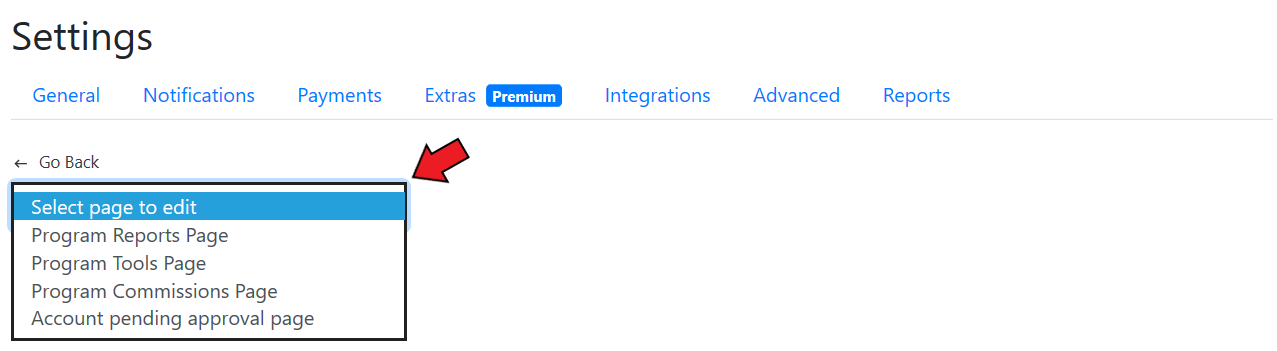 Settings
General Notifications Payments Extras Premium Integrations Advanced Reports
← Go Back
Select page to edit
Program Reports Page
Program Tools Page
Program Commissions Page
Account pending approval page